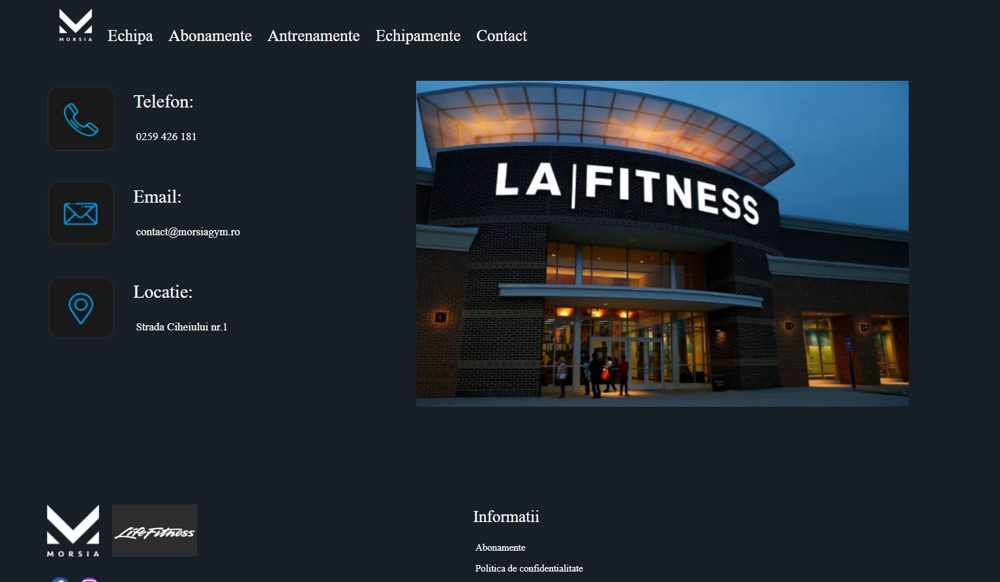 MORSIA
Echipa Abonamente Antrenamente Echipamente Contact
Telefon:
0259 426 181
Email:
contact@morsiagym.ro
Locatie:
Strada Ciheiului nr.1
LA|FITNESS
MORSIA
LifeFitness
Informatii
Abonamente
Politica de confidentialitate